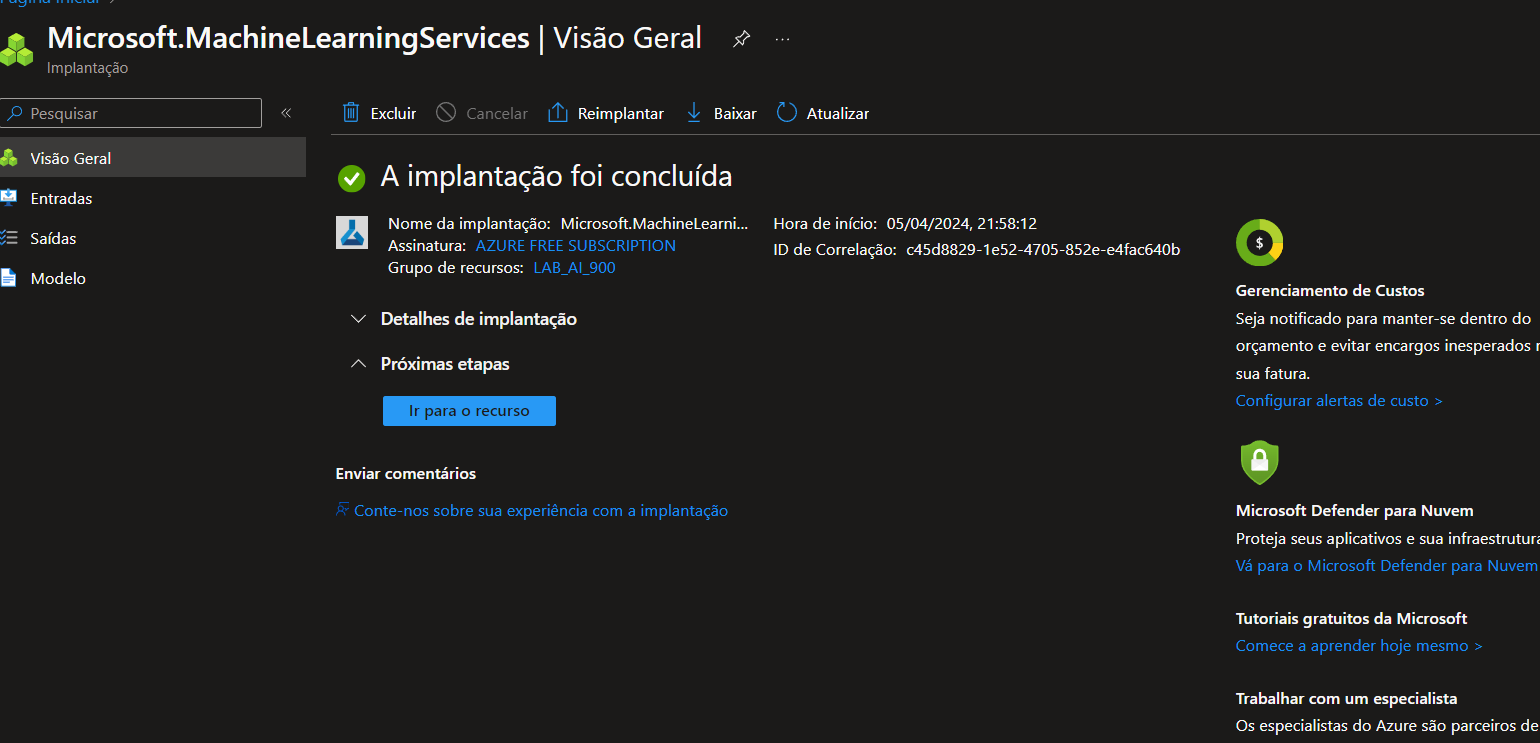 Página inicial >
Microsoft.MachineLearningServices | Visão Geral
Implantação
Pesquisar
Visão Geral
Entradas
Saídas
Modelo
Excluir
Cancelar
Reimplantar
Baixar
Atualizar
A implantação foi concluída
Nome da implantação: Microsoft.MachineLearni...
Assinatura: AZURE FREE SUBSCRIPTION
Grupo de recursos: LAB_AI_900
Hora de início: 05/04/2024, 21:58:12
ID de Correlação: c45d8829-1e52-4705-852e-e4fac640b
Detalhes de implantação
Próximas etapas
Ir para o recurso
Enviar comentários
Conte-nos sobre sua experiência com a implantação
Gerenciamento de Custos
Seja notificado para manter-se dentro do
orçamento e evitar encargos inesperados
sua fatura.
Configurar alertas de custo >
Microsoft Defender para Nuvem
Proteja seus aplicativos e sua infraestrutura
Vá para o Microsoft Defender para Nuvem
Tutoriais gratuitos da Microsoft
Comece a aprender hoje mesmo >
Trabalhar com um especialista
Os especialistas do Azure são parceiros de